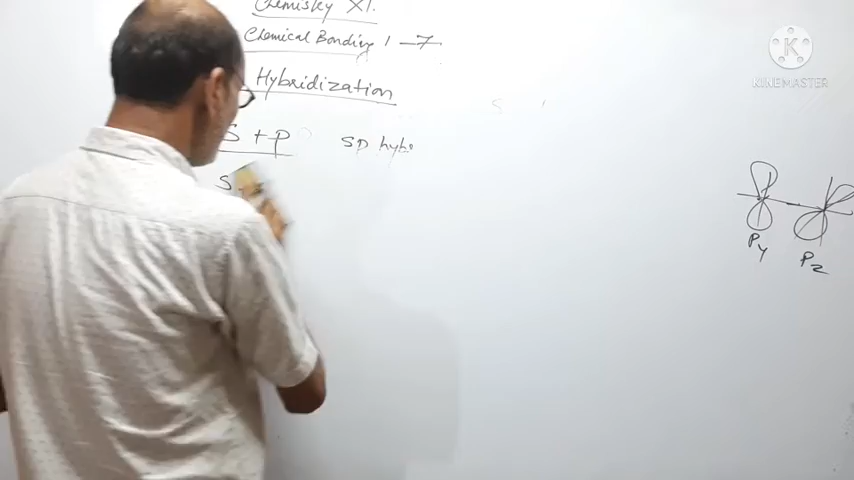 Chemistry XI.
Chemical Bonding 1-7
Hybridization
S + p sp hyb
S
Py
Pz
K
KINEMASTER